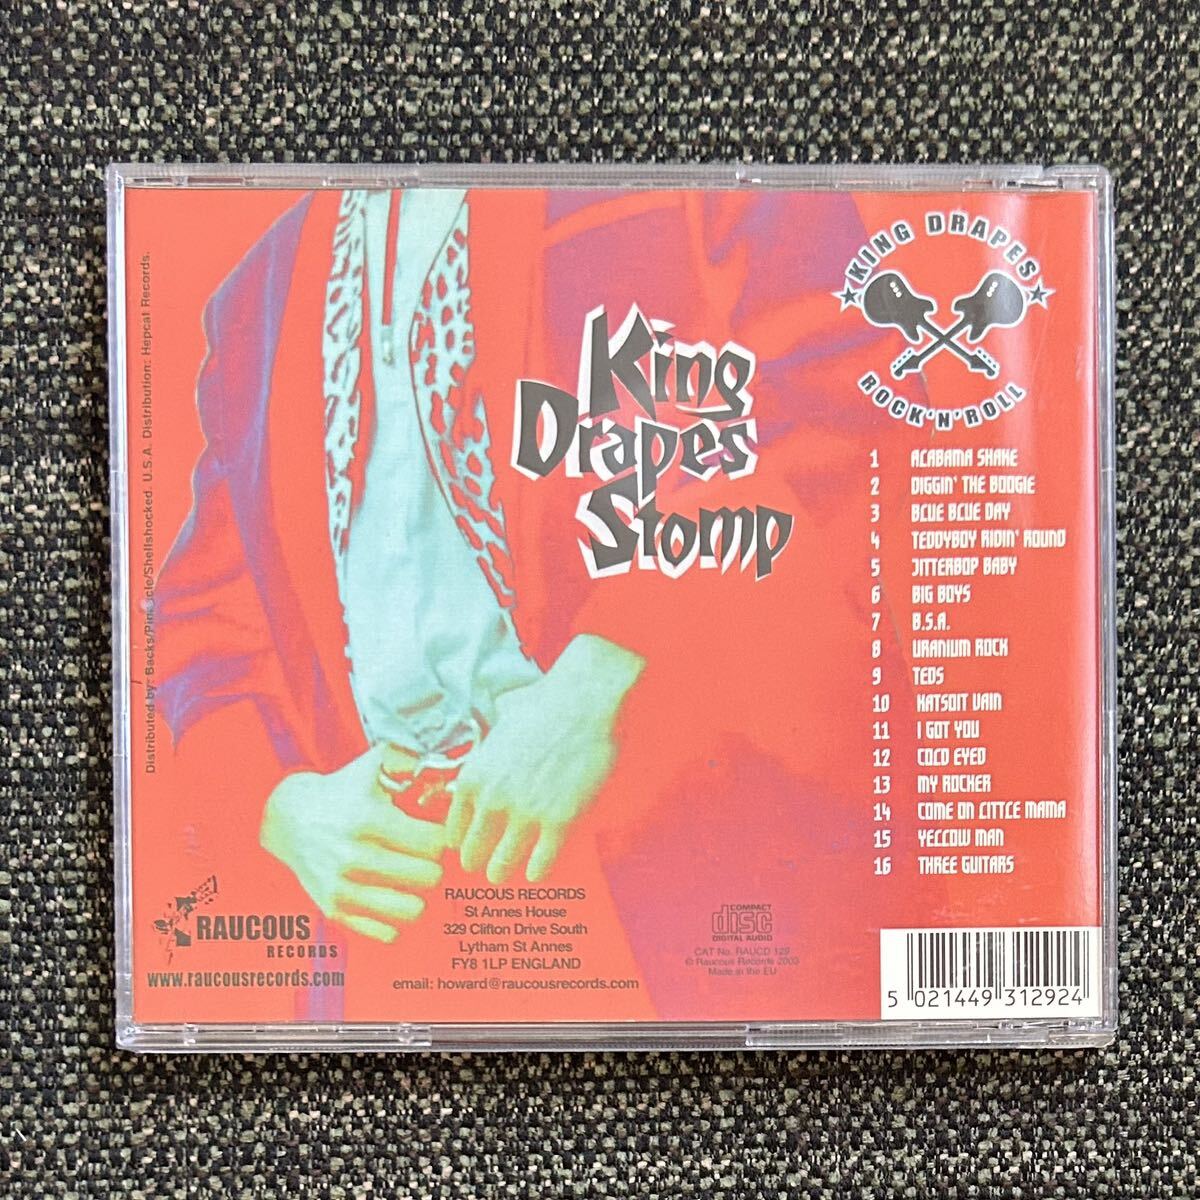 Distributed by: Backs/Pinnacle/Shellshocked. U.S.A. Distribution: Hepcat Records.
King
Drapes
Stomp
KING DRAPES
ROCK'N'ROLL
1 ALABAMA SHAKE
2 DIGGIN' THE BOOGIE
3 BLUE BLUE DAY
4 TEDDYBOY RIDIN' ROUND
5 JITTERBOP BABY
6 BIG BOYS
7 B.S.A.
8 URANIUM ROCK
9 TEDS
10 KATSOIT VAIN
11 I GOT YOU
12 COLD EYED
13 MY ROCKER
14 COME ON LITTLE MAMA
15 YELLOW MAN
16 THREE GUITARS
RAUCOUS
RECORDS
www.raucousrecords.com
RAUCOUS RECORDS
St Annes House
329 Clifton Drive South
Lytham St Annes
FY8 1LP ENGLAND
email: howard@raucousrecords.com
COMPACT
disc
DIGITAL AUDIO
CAT No. RAUCD 129
© Raucous Records 2003
Made in the EU
5 021449 312924